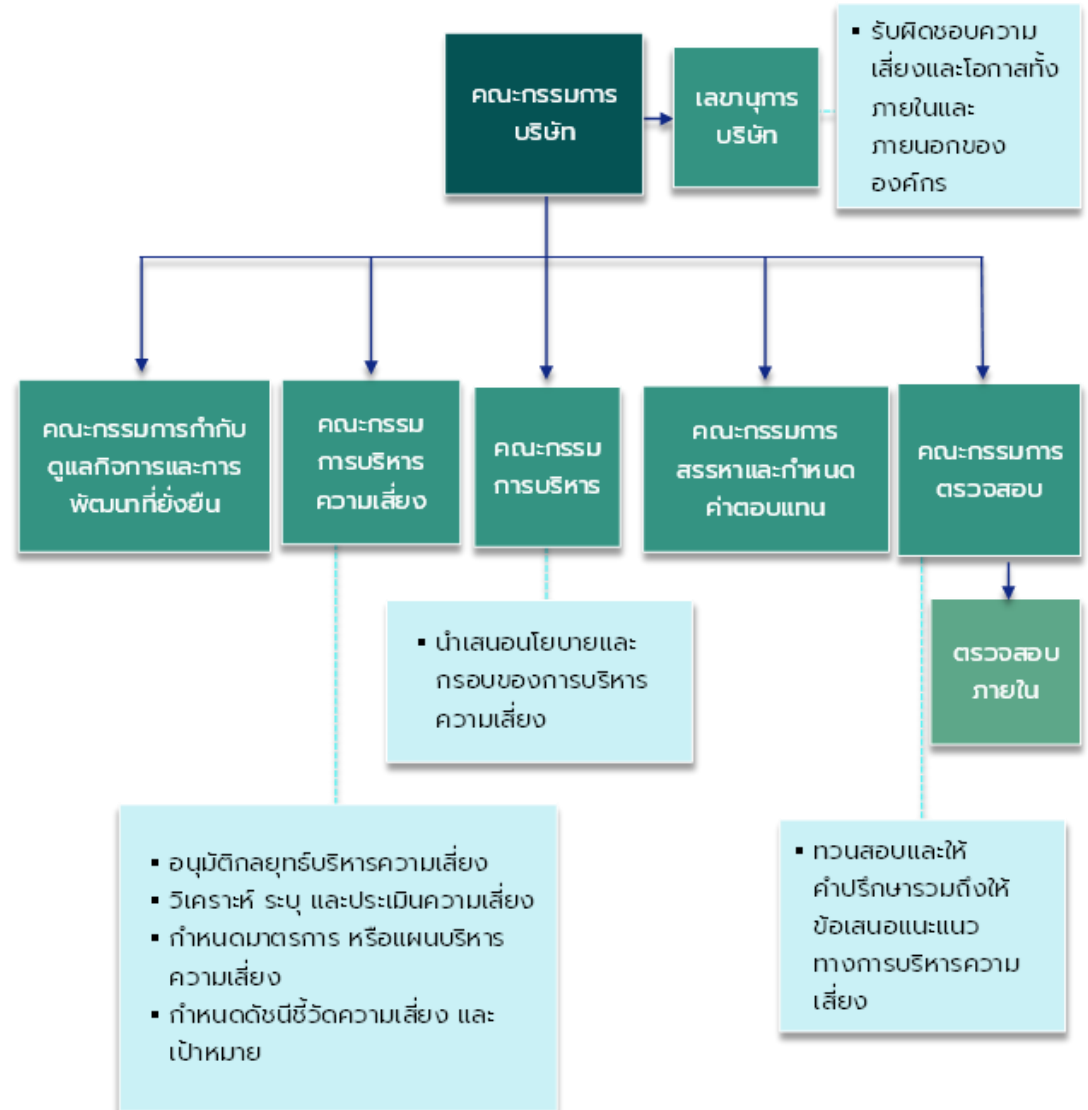 คณะกรรมการ
บริษัท
เลขานุการ
บริษัท
▪ รับผิดชอบความ
เสี่ยงและโอกาสทั้ง
ภายในและ
ภายนอกของ
องค์กร
คณะกรรมการกำกับ
ดูแลกิจการและการ
พัฒนาที่ยั่งยืน
คณะกรรม
การบริหาร
ความเสี่ยง
คณะกรรม
การบริหาร
คณะกรรมการ
สรรหาและกำหนด
ค่าตอบแทน
คณะกรรมการ
ตรวจสอบ
ตรวจสอบ
ภายใน
▪ นำเสนอนโยบายและ
กรอบของการบริหาร
ความเสี่ยง
▪ อนุมัติกลยุทธ์บริหารความเสี่ยง
▪ วิเคราะห์ ระบุ และประเมินความเสี่ยง
▪ กำหนดมาตรการ หรือแผนบริหาร
ความเสี่ยง
▪ กำหนดดัชนีชี้วัดความเสี่ยง และ
เป้าหมาย
▪ ทวนสอบและให้
คำปรึกษารวมถึงให้
ข้อเสนอแนะแนว
ทางการบริหารความ
เสี่ยง